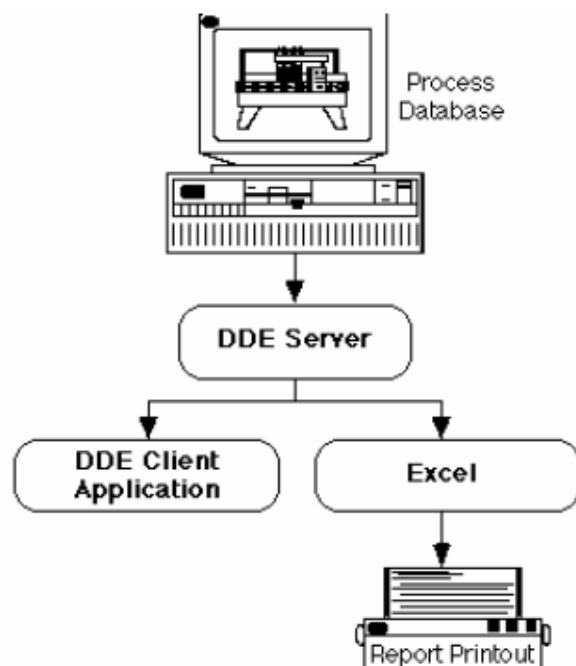 Process
Database
DDE Server
DDE Client
Application
Excel
Report Printout